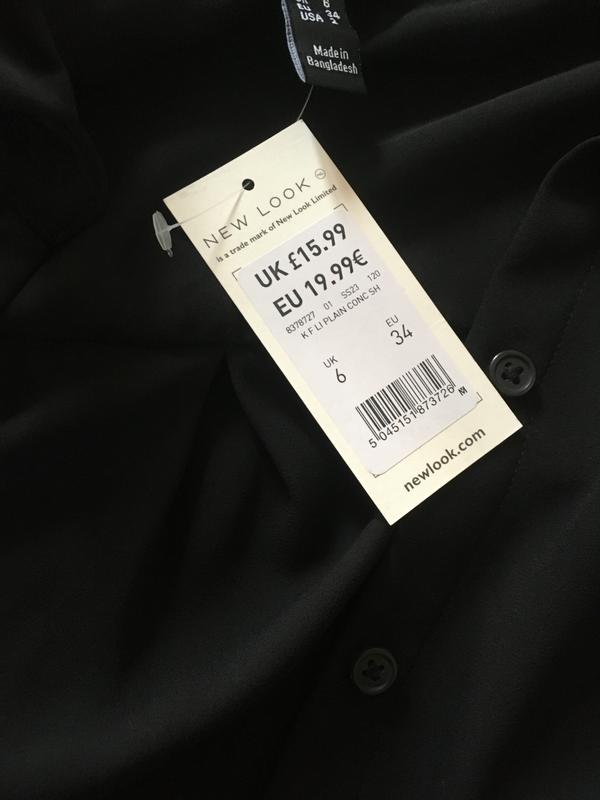 USA 34
Made in
Bangladesh
NEW LOOK
is a trade mark of New Look Limited
UK £15.99
EU 19.99€
8378727 01 SS23 120
K F LI PLAIN CONC SH
UK EU
6 34
5 045151 873726 M
newlook.com